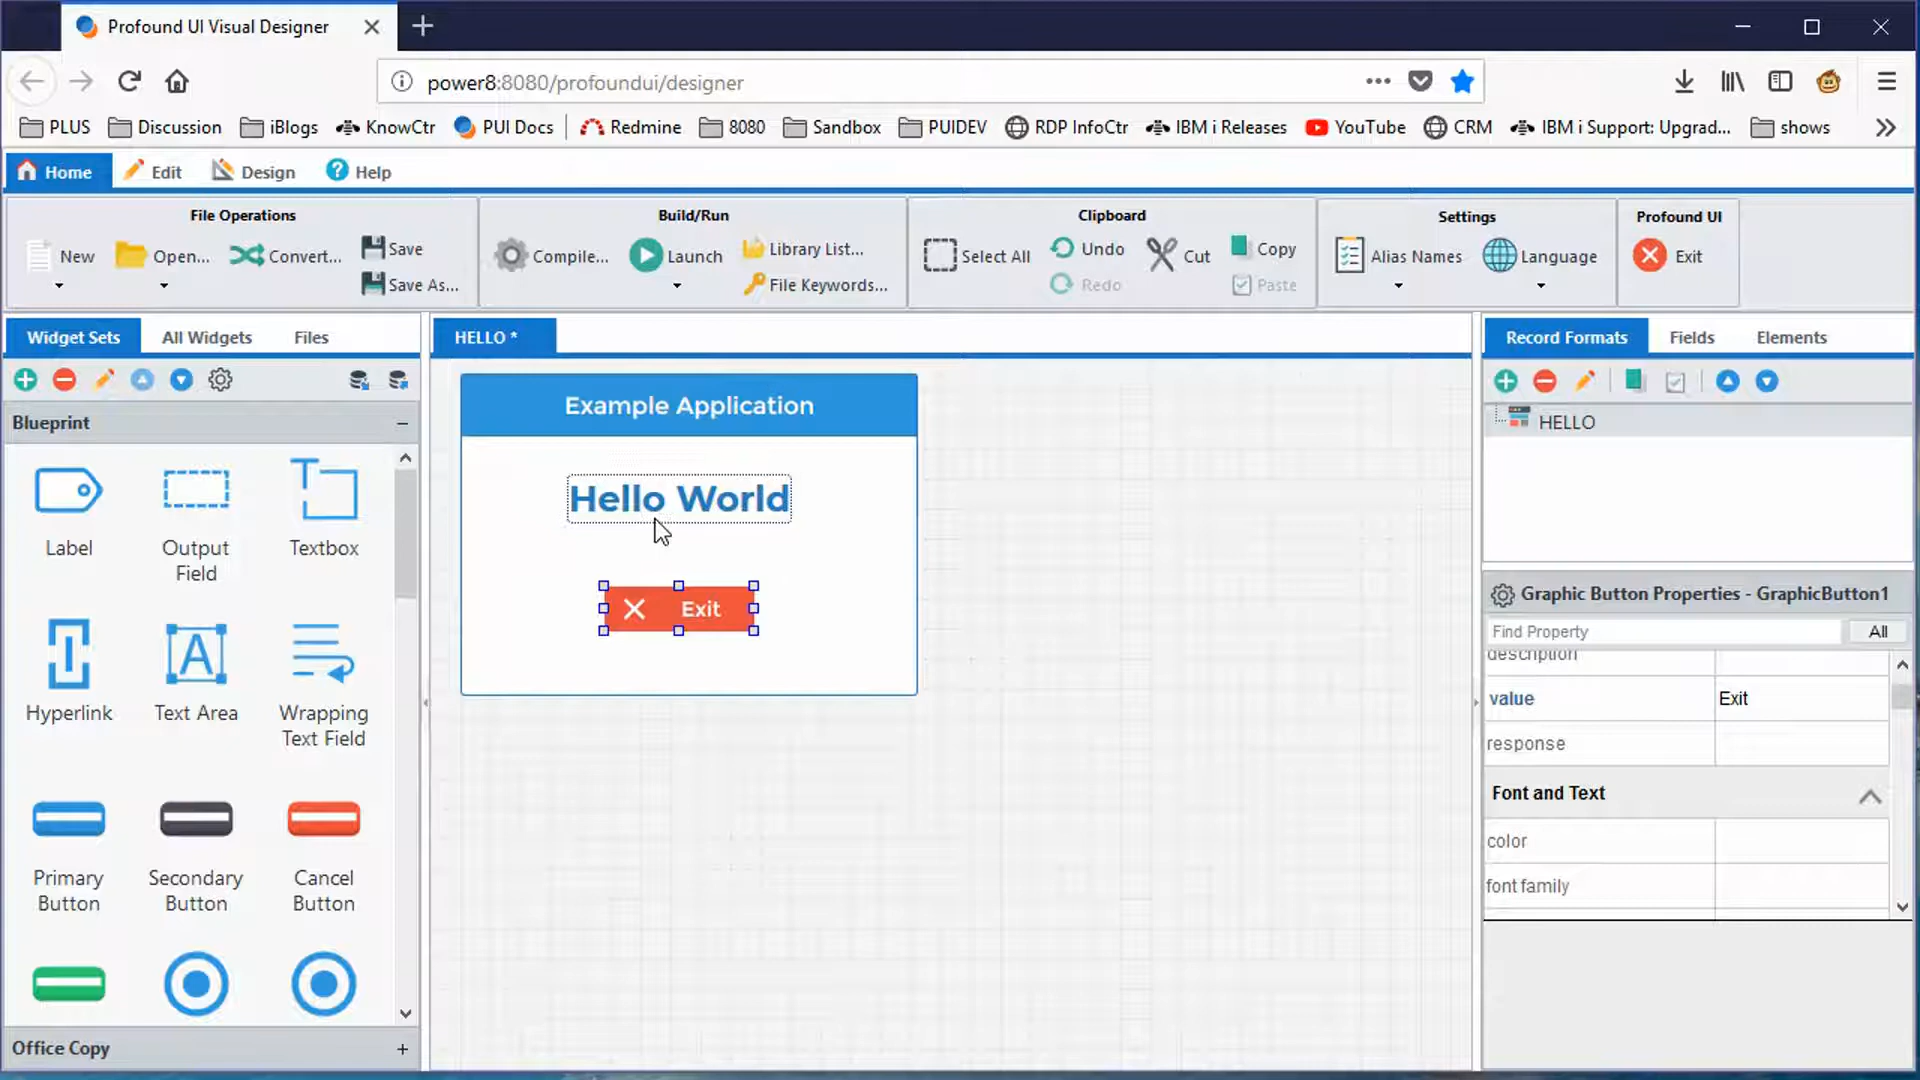 Profound UI Visual Designer
power8:8080/profoundui/designer
PLUS Discussion iBlogs KnowCtr PUI Docs Redmine 8080 Sandbox PUIDEV RDP InfoCtr IBM i Releases YouTube CRM IBM i Support: Upgrad... shows
Home Edit Design Help
File Operations Build/Run Clipboard Settings Profound UI
New Open... Convert... Save Compile... Launch Library List... Select All Undo Cut Copy Alias Names Language Exit
Save As... File Keywords... Redo Paste
Widget Sets All Widgets Files HELLO * Record Formats Fields Elements
Blueprint
Label
Output
Field
Textbox
Hyperlink
Text Area
Wrapping
Text Field
Primary
Button
Secondary
Button
Cancel
Button
Office Copy
Example Application
Hello World
Exit
HELLO
Graphic Button Properties - GraphicButton1
Find Property All
description
value Exit
response
Font and Text
color
font family